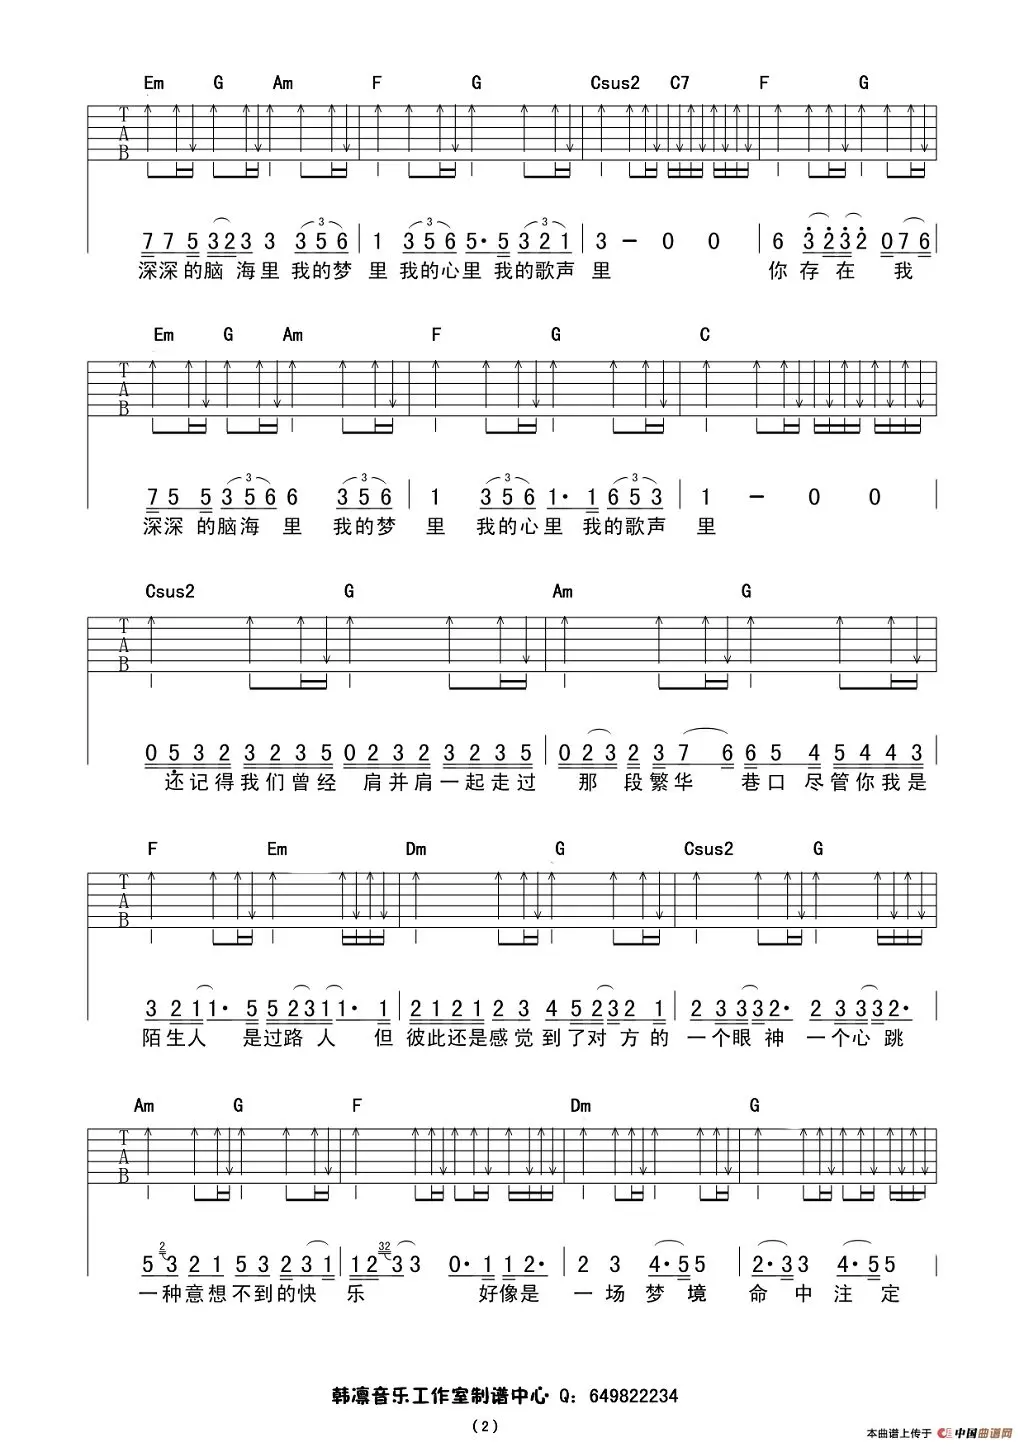 Em G Am F G Csus2 C7 F G
T
A
B
3 3 3
7 7 5 3 2 3 3 3 5 6 1 3 5 6 5· 5 3 2 1 3 – 0 0 6 3 2 3 2 0 7 6
深深的脑 海里 我的梦 里 我的心里 我的歌声 里 你存在 我
Em G Am F G C
T
A
B
3 3 3 3
7 5 5 3 5 6 6 3 5 6 1 3 5 6 1· 1 6 5 3 1 – 0 0
深深 的脑海 里 我的梦 里 我的心里 我的歌声 里
Csus2 G Am G
T
A
B
0 5 3 2 3 2 3 5 0 2 3 2 3 2 3 5 0 2 3 2 3 7 6 6 5 4 5 4 4 3
还记得我们曾经 肩并肩一起走过 那 段繁华 巷口 尽管你我是
F Em Dm G Csus2 G
T
A
B
3 2 1 1· 5 5 2 3 1 1· 1 2 1 2 1 2 3 4 5 2 3 2 1 2 3 3 3 2· 2 3 3 3 2·
陌生人 是过路人 但 彼此还是感觉到了对方的 一个眼神 一个心跳
Am G F Dm G
T
A
B
2 32
5 3 2 1 5 3 2 3 1 1 2 3 3 0· 1 1 2· 2 3 4· 5 5 2· 3 3 4· 5 5
一种意想不到的快 乐 好像是 一场梦境 命中注定
韩凛音乐工作室制谱中心 Q: 649822234
(2)
本曲谱上传于 中国曲谱网